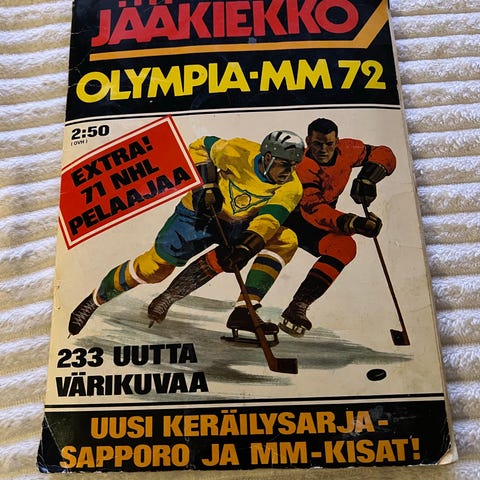 JÄÄKIEKKO
OLYMPIA-MM 72
2:50
(OVH)
EXTRA!
71 NHL
PELAAJAA
233 UUTTA
VÄRIKUVAA
UUSI KERÄILYSARJA-
SAPPORO JA MM-KISAT!